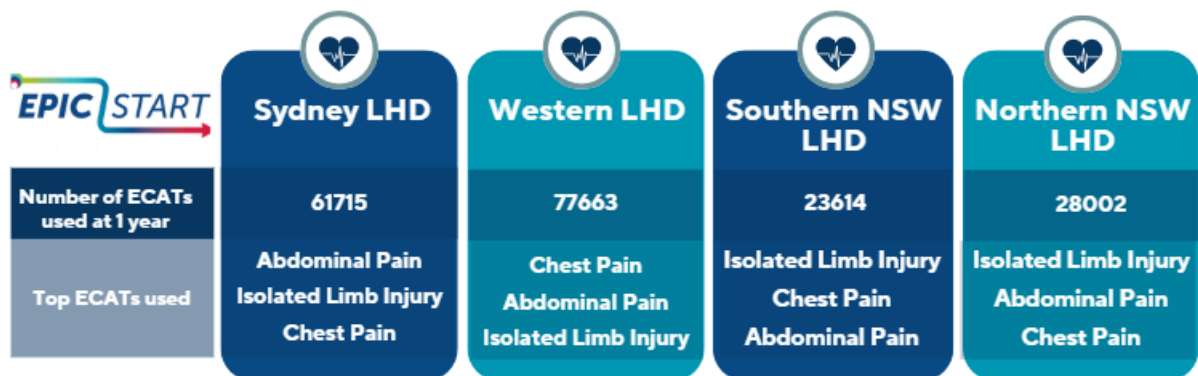 EPIC START
Sydney LHD
Western LHD
Southern NSW
LHD
Northern NSW
LHD
Number of ECATs
used at 1 year
61715
77663
23614
28002
Top ECATs used
Abdominal Pain
Isolated Limb Injury
Chest Pain
Chest Pain
Abdominal Pain
Isolated Limb Injury
Isolated Limb Injury
Chest Pain
Abdominal Pain
Isolated Limb Injury
Abdominal Pain
Chest Pain